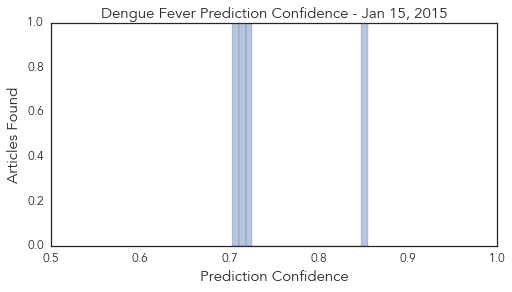 Dengue Fever Prediction Confidence - Jan 15, 2015
1.0
0.8
0.6
0.4
0.2
0.0
Articles Found
0.5 0.6 0.7 0.8 0.9 1.0
Prediction Confidence